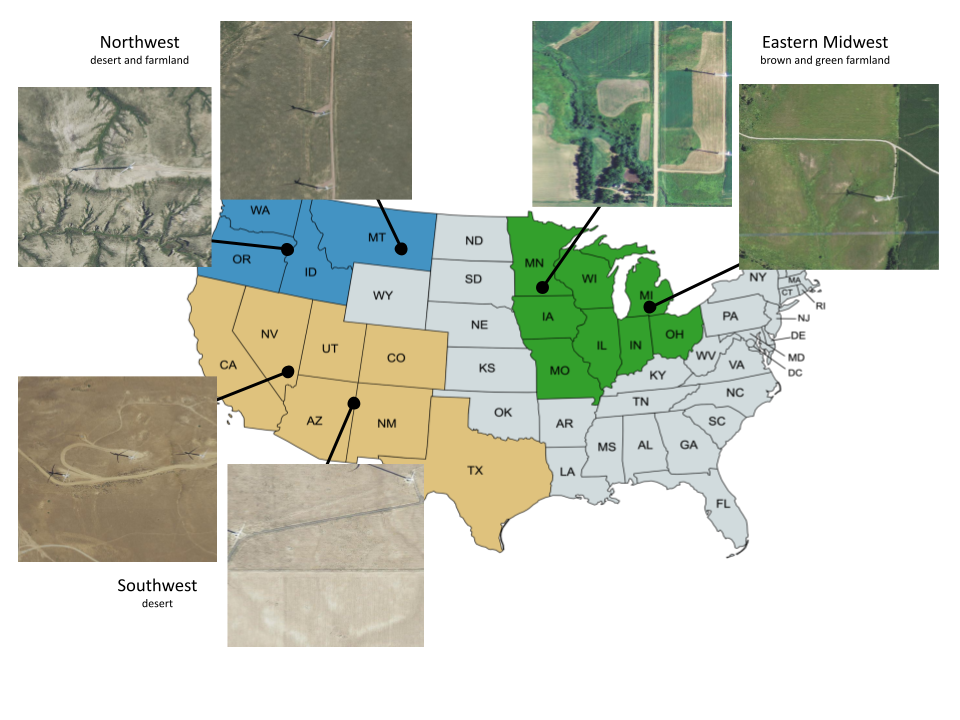 Northwest
desert and farmland
Eastern Midwest
brown and green farmland
WA
MT
ND
MN
OR
ID
SD
WI
MI
NY
MA
CT
RI
WY
NE
IA
PA
NJ
NV
UT
CO
IL
IN
OH
DE
CA
KS
MO
WV
VA
MD
KY
DC
AZ
NM
OK
TN
NC
AR
SC
MS
AL
GA
TX
LA
FL
Southwest
desert